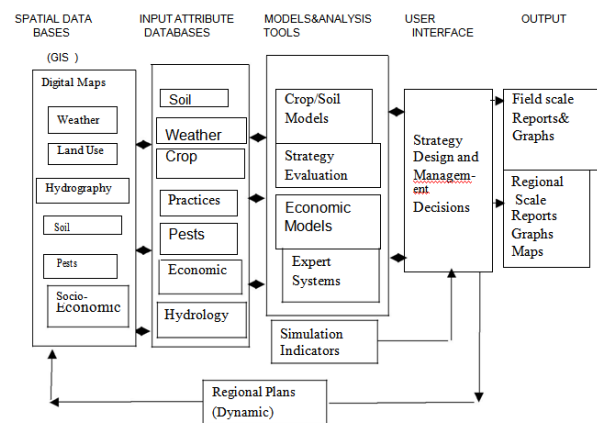 SPATIAL DATA
BASES
(GIS )
INPUT ATTRIBUTE
DATABASES
MODELS&ANALYSIS
TOOLS
USER
INTERFACE
OUTPUT
Digital Maps
Weather
Land Use
Hydrography
Soil
Pests
Socio-
Economic
Soil
Weather
Crop
Practices
Pests
Economic
Hydrology
Crop/Soil
Models
Strategy
Evaluation
Economic
Models
Expert
Systems
Simulation
Indicators
Strategy
Design and
Managem-
ent
Decisions
Field scale
Reports&
Graphs
Regional
Scale
Reports
Graphs
Maps
Regional Plans
(Dynamic)